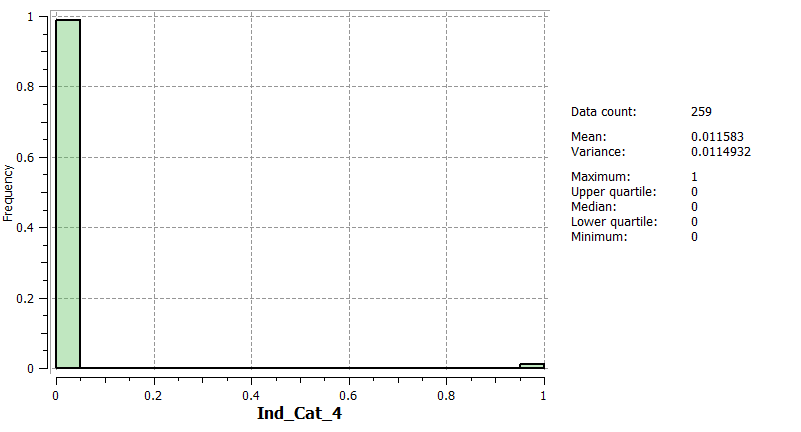 1
0.8
0.6
0.4
0.2
0
Frequency
0 0.2 0.4 0.6 0.8 1
Ind_Cat_4
Data count: 259
Mean: 0.011583
Variance: 0.0114932
Maximum: 1
Upper quartile: 0
Median: 0
Lower quartile: 0
Minimum: 0